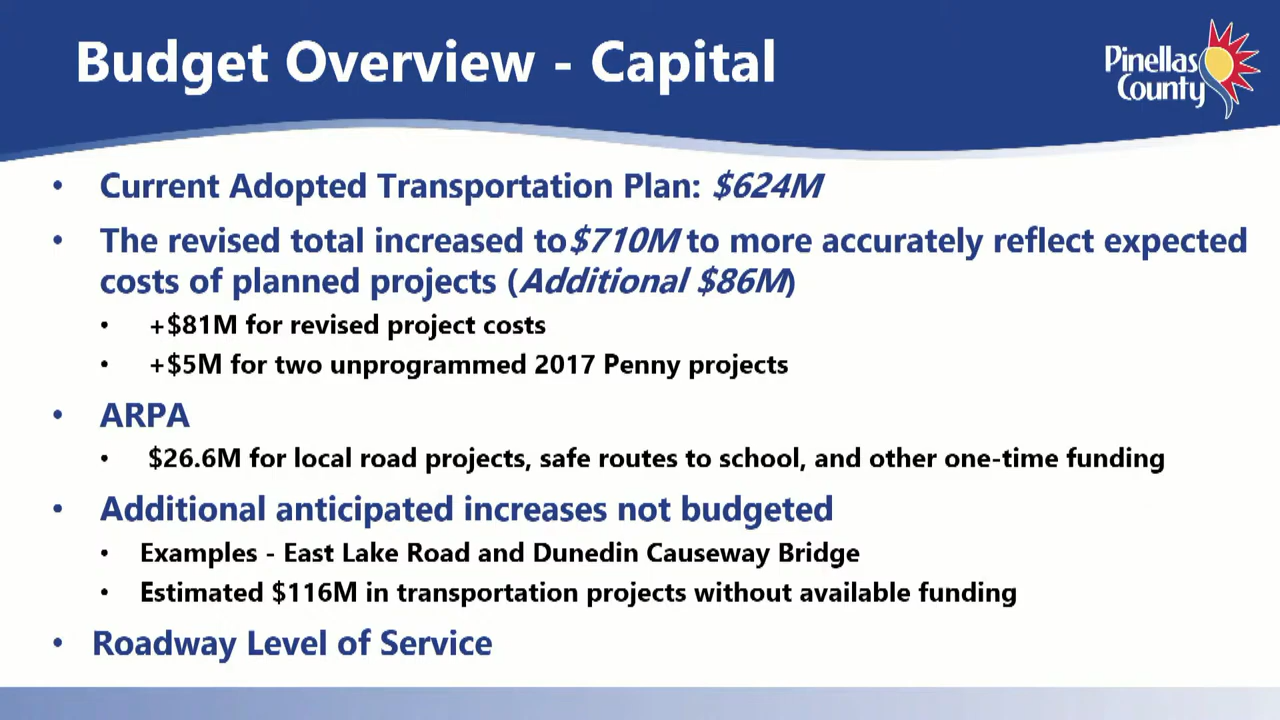 Budget Overview - Capital
Pinellas
County
• Current Adopted Transportation Plan: $624M
• The revised total increased to $710M to more accurately reflect expected
costs of planned projects (Additional $86M)
• +$81M for revised project costs
• +$5M for two unprogrammed 2017 Penny projects
• ARPA
• $26.6M for local road projects, safe routes to school, and other one-time funding
• Additional anticipated increases not budgeted
• Examples - East Lake Road and Dunedin Causeway Bridge
• Estimated $116M in transportation projects without available funding
• Roadway Level of Service